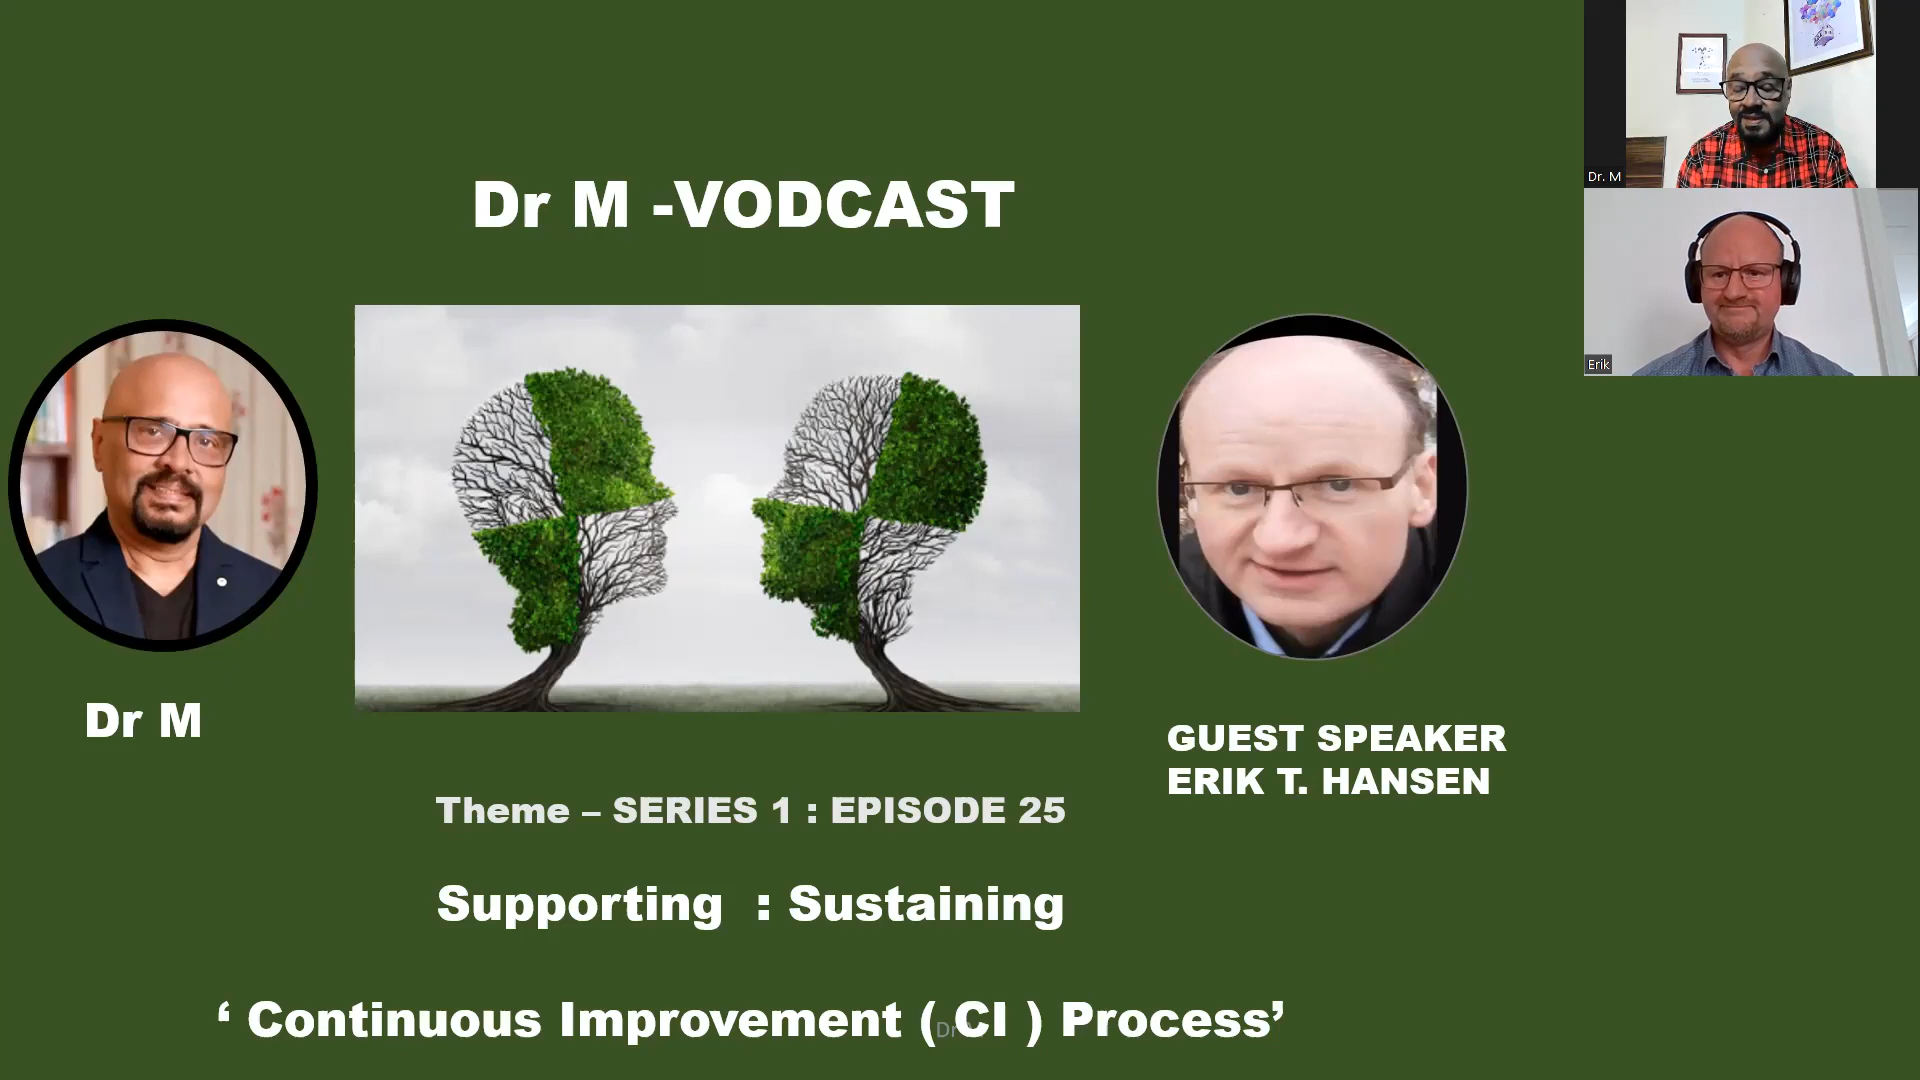 Dr M -VODCAST
Dr. M
Erik
Dr M
GUEST SPEAKER
ERIK T. HANSEN
Theme – SERIES 1 : EPISODE 25
Supporting  : Sustaining
‘ Continuous Improvement ( CI ) Process’